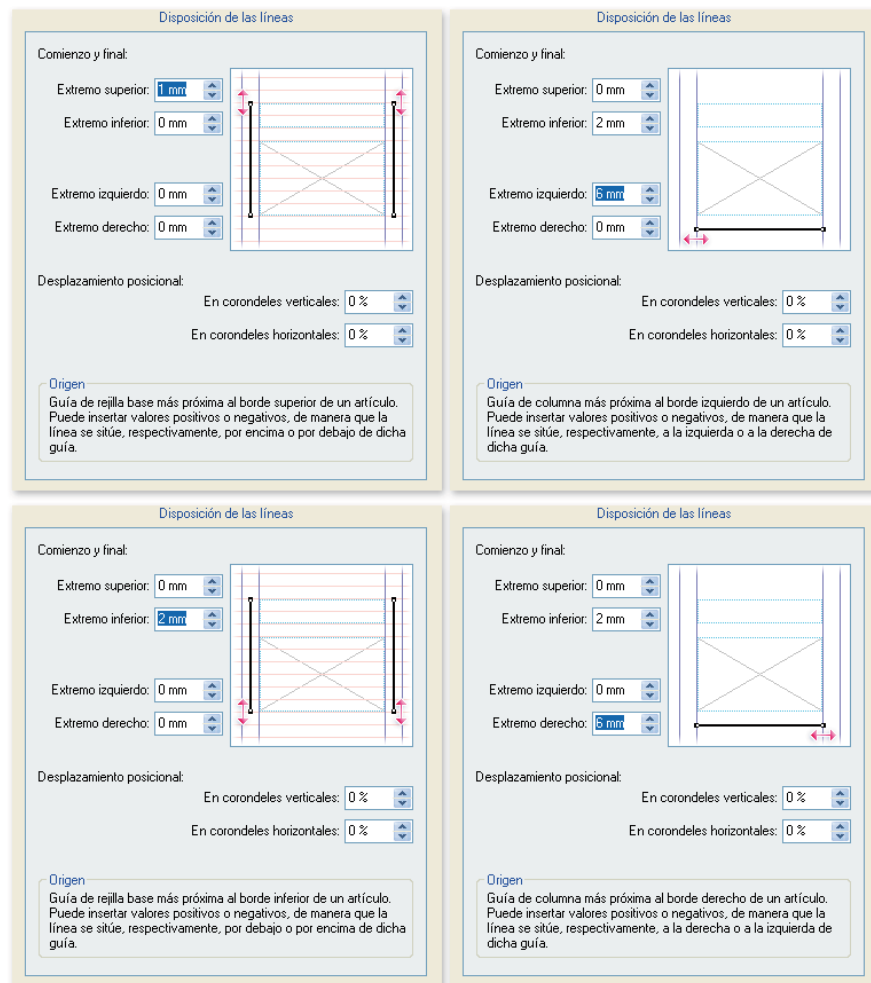 Disposición de las líneas
Comienzo y final:
Extremo superior: 1 mm
Extremo inferior: 0 mm
Extremo izquierdo: 0 mm
Extremo derecho: 0 mm
Desplazamiento posicional:
En corondeles verticales: 0 %
En corondeles horizontales: 0 %
Origen
Guía de rejilla base más próxima al borde superior de un artículo.
Puede insertar valores positivos o negativos, de manera que la
línea se sitúe, respectivamente, por encima o por debajo de dicha
guía.
Disposición de las líneas
Comienzo y final:
Extremo superior: 0 mm
Extremo inferior: 2 mm
Extremo izquierdo: 6 mm
Extremo derecho: 0 mm
Desplazamiento posicional:
En corondeles verticales: 0 %
En corondeles horizontales: 0 %
Origen
Guía de columna más próxima al borde izquierdo de un artículo.
Puede insertar valores positivos o negativos, de manera que la
línea se sitúe, respectivamente, a la izquierda o a la derecha de
dicha guía.
Disposición de las líneas
Comienzo y final:
Extremo superior: 0 mm
Extremo inferior: 2 mm
Extremo izquierdo: 0 mm
Extremo derecho: 0 mm
Desplazamiento posicional:
En corondeles verticales: 0 %
En corondeles horizontales: 0 %
Origen
Guía de rejilla base más próxima al borde inferior de un artículo.
Puede insertar valores positivos o negativos, de manera que la
línea se sitúe, respectivamente, por debajo o por encima de dicha
guía.
Disposición de las líneas
Comienzo y final:
Extremo superior: 0 mm
Extremo inferior: 2 mm
Extremo izquierdo: 0 mm
Extremo derecho: 6 mm
Desplazamiento posicional:
En corondeles verticales: 0 %
En corondeles horizontales: 0 %
Origen
Guía de columna más próxima al borde derecho de un artículo.
Puede insertar valores positivos o negativos, de manera que la
línea se sitúe, respectivamente, a la derecha o a la izquierda de
dicha guía.